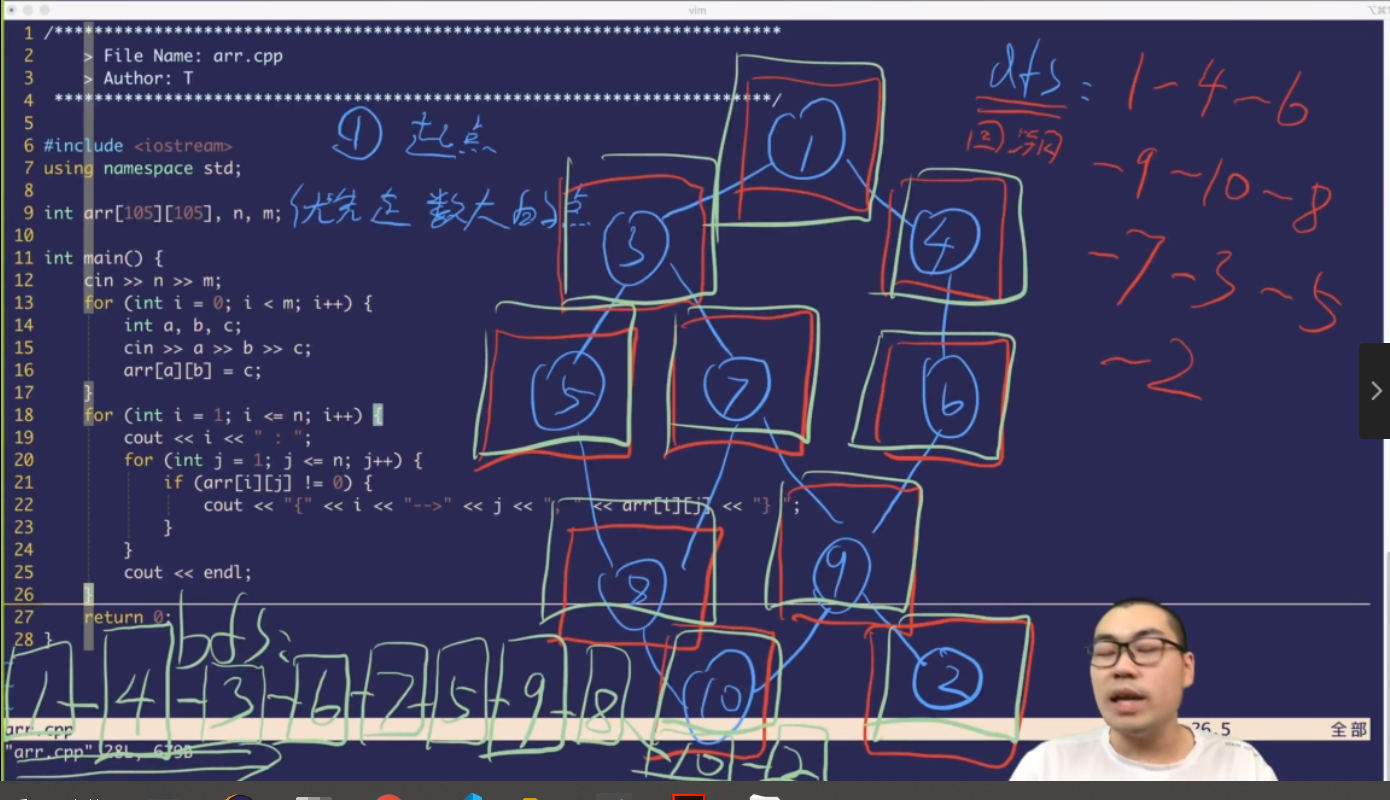 vim
1 /************************************************************************
2     > File Name: arr.cpp
3     > Author: T
4  ************************************************************************/
5
6 #include <iostream>
7 using namespace std;
8
9 int arr[105][105], n, m;
10
11 int main() {
12     cin >> n >> m;
13     for (int i = 0; i < m; i++) {
14         int a, b, c;
15         cin >> a >> b >> c;
16         arr[a][b] = c;
17     }
18     for (int i = 1; i <= n; i++) {
19         cout << i << " : ";
20         for (int j = 1; j <= n; j++) {
21             if (arr[i][j] != 0) {
22                 cout << "{" << i << "-->" << j << ", " << arr[i][j] << "} ";
23             }
24         }
25         cout << endl;
26     }
27     return 0;
28 }
① 起点
优先走 数大的点
dfs: 1-4-6
-9-10-8
-7-3-5
-2
1
3 4
5 7 6
8 9
10 2
bfs:
1-4-3-6-7-5-9-8
-10-2
arr.cpp
26,5 全部
"arr.cpp" 28L, 679B